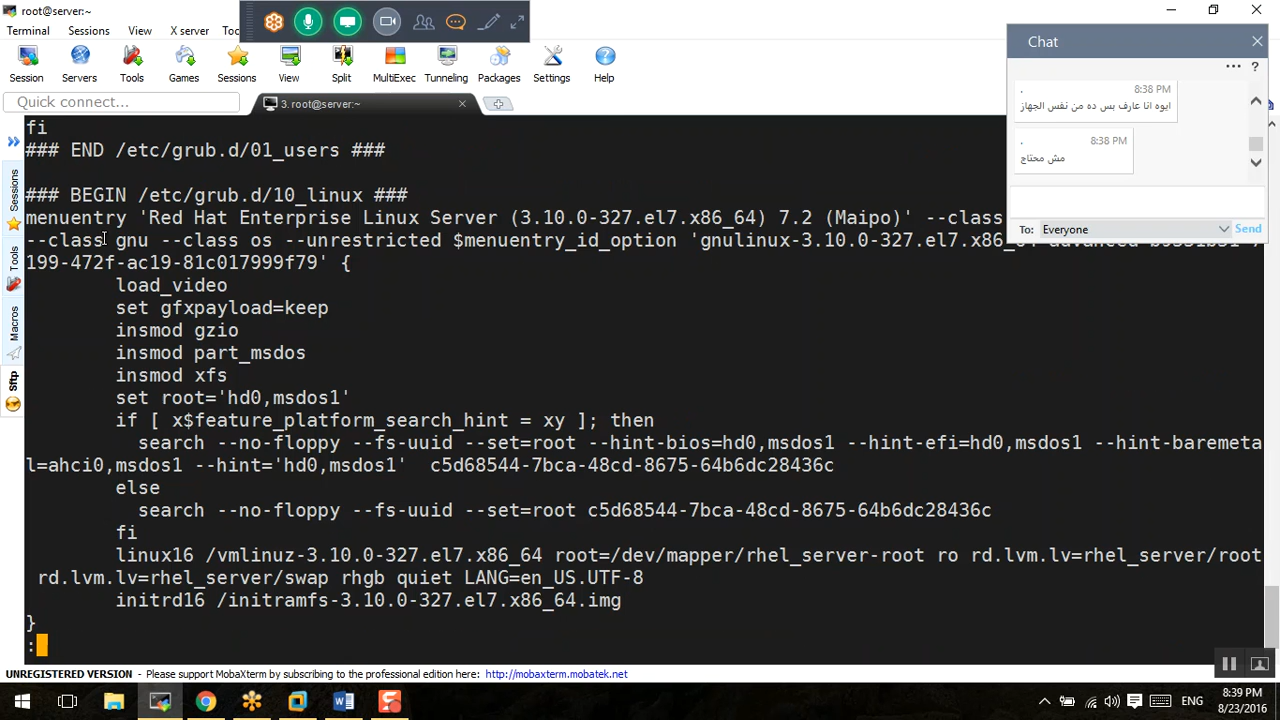 root@server:~
Terminal Sessions View X server
Session Servers Tools Games Sessions View Split MultiExec Tunneling Packages Settings Help
Quick connect...
3. root@server:~
fi
### END /etc/grub.d/01_users ###
### BEGIN /etc/grub.d/10_linux ###
menuentry 'Red Hat Enterprise Linux Server (3.10.0-327.el7.x86_64) 7.2 (Maipo)' --class
--class gnu --class os --unrestricted $menuentry_id_option 'gnulinux-3.10.0-327.el7.x86_
199-472f-ac19-81c017999f79' {
load_video
set gfxpayload=keep
insmod gzio
insmod part_msdos
insmod xfs
set root='hd0,msdos1'
if [ x$feature_platform_search_hint = xy ]; then
search --no-floppy --fs-uuid --set=root --hint-bios=hd0,msdos1 --hint-efi=hd0,msdos1 --hint-baremeta
l=ahci0,msdos1 --hint='hd0,msdos1' c5d68544-7bca-48cd-8675-64b6dc28436c
else
search --no-floppy --fs-uuid --set=root c5d68544-7bca-48cd-8675-64b6dc28436c
fi
linux16 /vmlinuz-3.10.0-327.el7.x86_64 root=/dev/mapper/rhel_server-root ro rd.lvm.lv=rhel_server/root
rd.lvm.lv=rhel_server/swap rhgb quiet LANG=en_US.UTF-8
initrd16 /initramfs-3.10.0-327.el7.x86_64.img
}
:
Sessions
Tools
Macros
Sftp
Chat
. 8:38 PM
ايوه انا عارف بس ده من نفس الجهاز
. 8:38 PM
مش محتاج
To: Everyone Send
UNREGISTERED VERSION - Please support MobaXterm by subscribing to the professional edition here: http://mobaxterm.mobatek.net
ENG
8:39 PM
8/23/2016